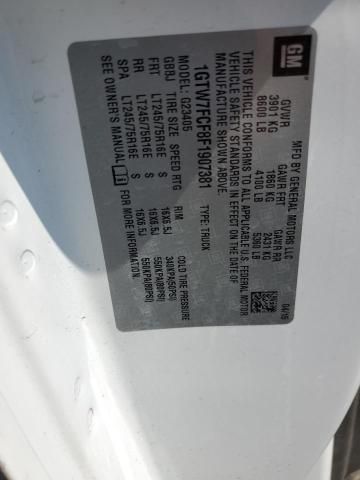 GM
MFD BY GENERAL MOTORS LLC
04/15
GVWR GAWR FRT GAWR RR
3901 KG 1860 KG 2431 KG
8600 LB 4100 LB 5360 LB
THIS VEHICLE CONFORMS TO ALL APPLICABLE U.S. FEDERAL MOTOR
VEHICLE SAFETY STANDARDS IN EFFECT ON THE DATE OF
MANUFACTURE SHOWN ABOVE.
1GTW7FCF8F1907381 TYPE: TRUCK
MODEL: G23405
GBBJ TIRE SIZE SPEED RTG RIM COLD TIRE PRESSURE
FRT LT245/75R16E S 16X6.5J 340KPA(50PSI)
RR LT245/75R16E S 16X6.5J 550KPA(80PSI)
SPA LT245/75R16E S 16X6.5J 550KPA(80PSI)
SEE OWNER'S MANUAL FOR ADDITIONAL INFORMATION.